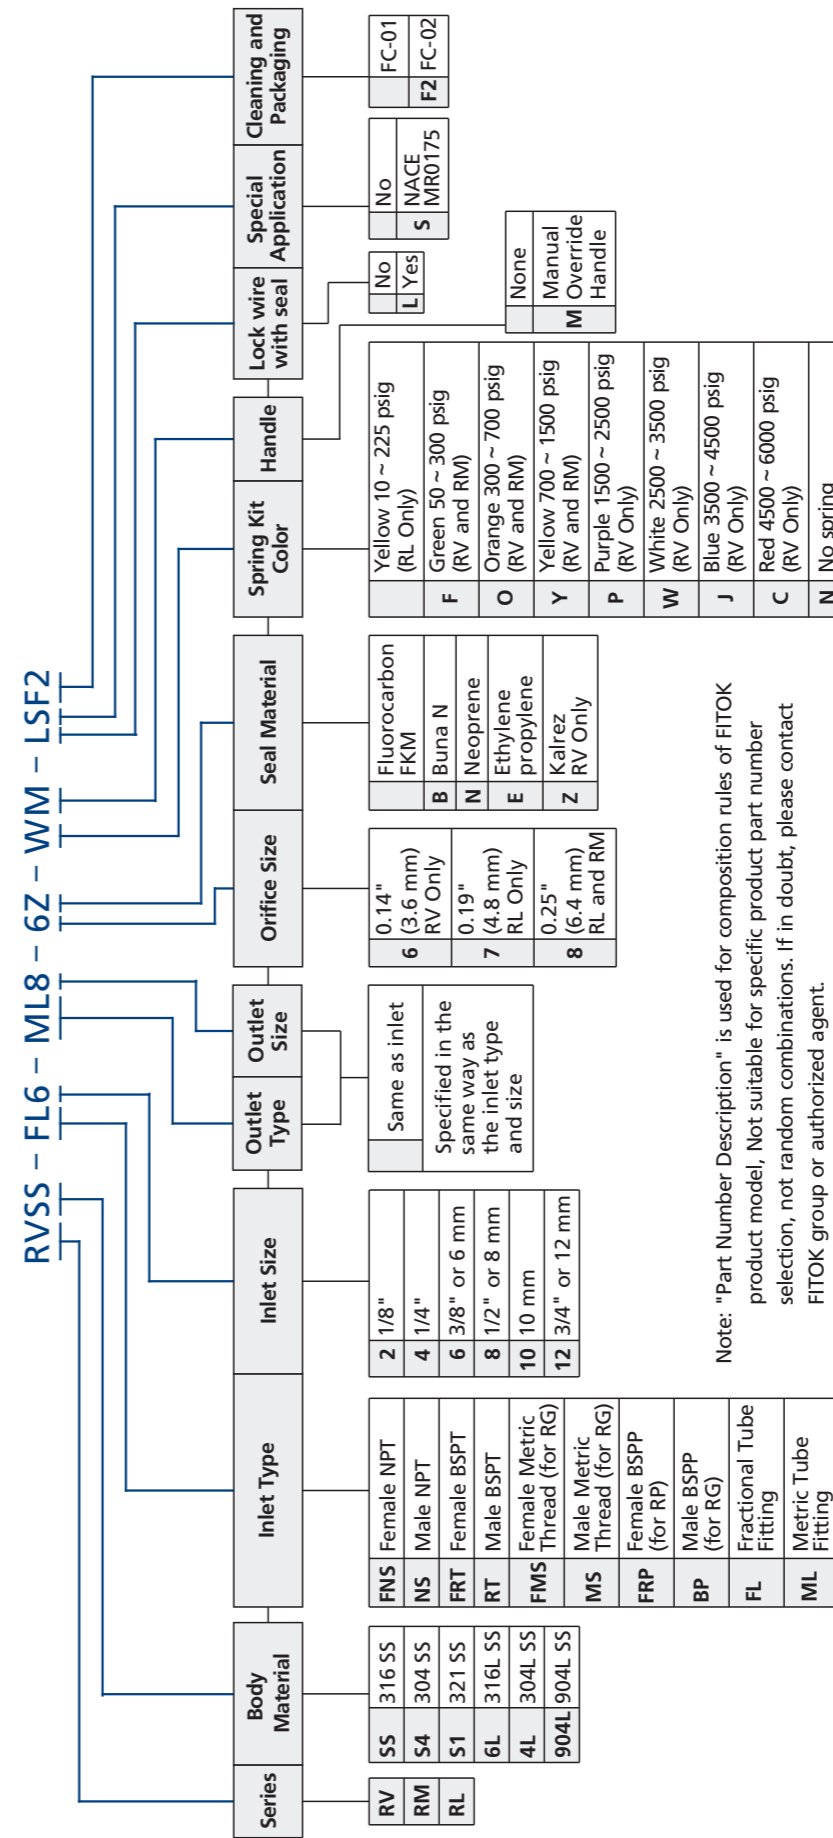 RVSS – FL6 – ML8 – 6Z – WM – LSF2
Series
RV
RM
RL
Body
Material
SS 316 SS
S4 304 SS
S1 321 SS
6L 316L SS
4L 304L SS
904L 904L SS
Inlet Type
FNS Female NPT
NS Male NPT
FRT Female BSPT
RT Male BSPT
FMS Female Metric
Thread (for RG)
MS Male Metric
Thread (for RG)
FRP Female BSPP
(for RP)
BP Male BSPP
(for RG)
FL Fractional Tube
Fitting
ML Metric Tube
Fitting
Inlet Size
2 1/8"
4 1/4"
6 3/8" or 6 mm
8 1/2" or 8 mm
10 10 mm
12 3/4" or 12 mm
Outlet
Type
Outlet
Size
Same as inlet
Specified in the
same way as
the inlet type
and size
Orifice Size
6 0.14"
(3.6 mm)
RV Only
7 0.19"
(4.8 mm)
RL Only
8 0.25"
(6.4 mm)
RL and RM
Seal Material
Fluorocarbon
FKM
B Buna N
N Neoprene
E Ethylene
propylene
Z Kalrez
RV Only
Spring Kit
Color
Yellow 10 ~ 225 psig
(RL Only)
F Green 50 ~ 300 psig
(RV and RM)
O Orange 300 ~ 700 psig
(RV and RM)
Y Yellow 700 ~ 1500 psig
(RV and RM)
P Purple 1500 ~ 2500 psig
(RV Only)
W White 2500 ~ 3500 psig
(RV Only)
J Blue 3500 ~ 4500 psig
(RV Only)
C Red 4500 ~ 6000 psig
(RV Only)
N No spring
Handle
None
M Manual
Override
Handle
Lock wire
with seal
No
L Yes
Special
Application
No
S NACE
MR0175
Cleaning and
Packaging
FC-01
F2 FC-02
Note: "Part Number Description" is used for composition rules of FITOK
product model, Not suitable for specific product part number
selection, not random combinations. If in doubt, please contact
FITOK group or authorized agent.